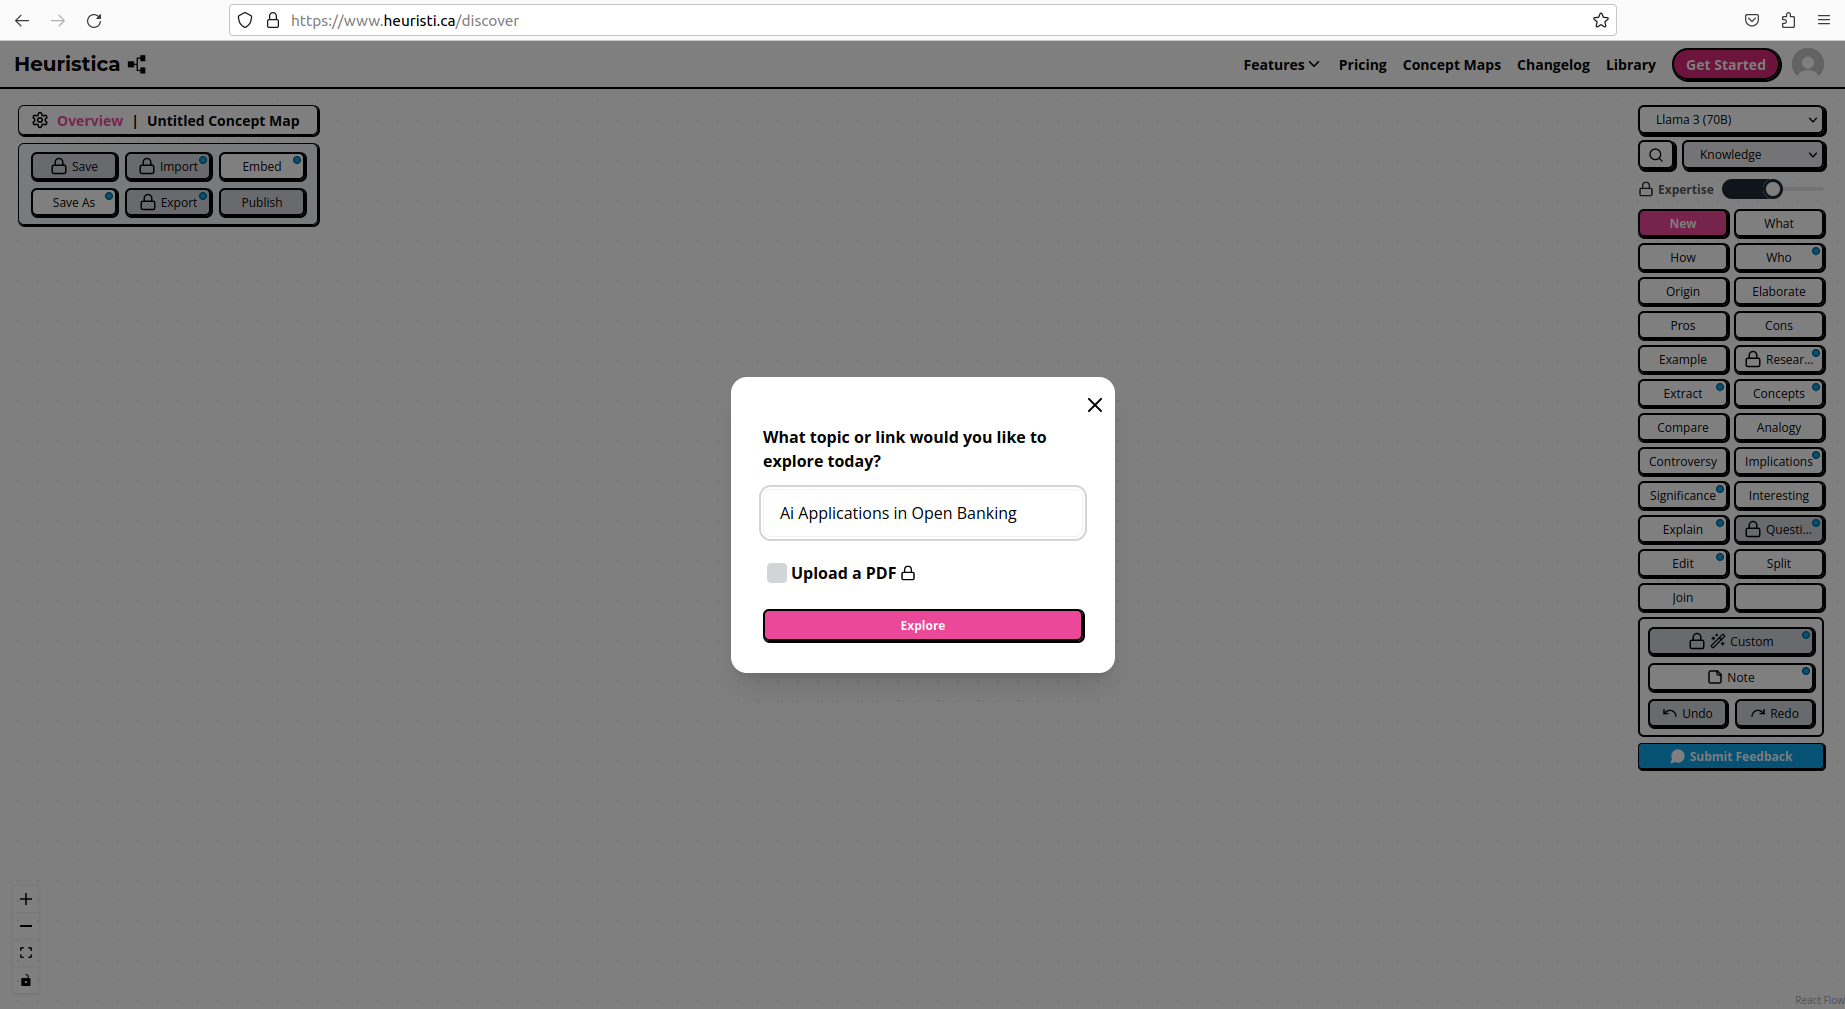 https://www.heuristi.ca/discover
Heuristica
Features Pricing Concept Maps Changelog Library Get Started
Overview | Untitled Concept Map
Save Import Embed
Save As Export Publish
Llama 3 (70B)
Knowledge
Expertise
New What
How Who
Origin Elaborate
Pros Cons
Example Resear...
Extract Concepts
Compare Analogy
Controversy Implications
Significance Interesting
Explain Questi...
Edit Split
Join
Custom
Note
Undo Redo
Submit Feedback
What topic or link would you like to
explore today?
Ai Applications in Open Banking
Upload a PDF
Explore
React Flow